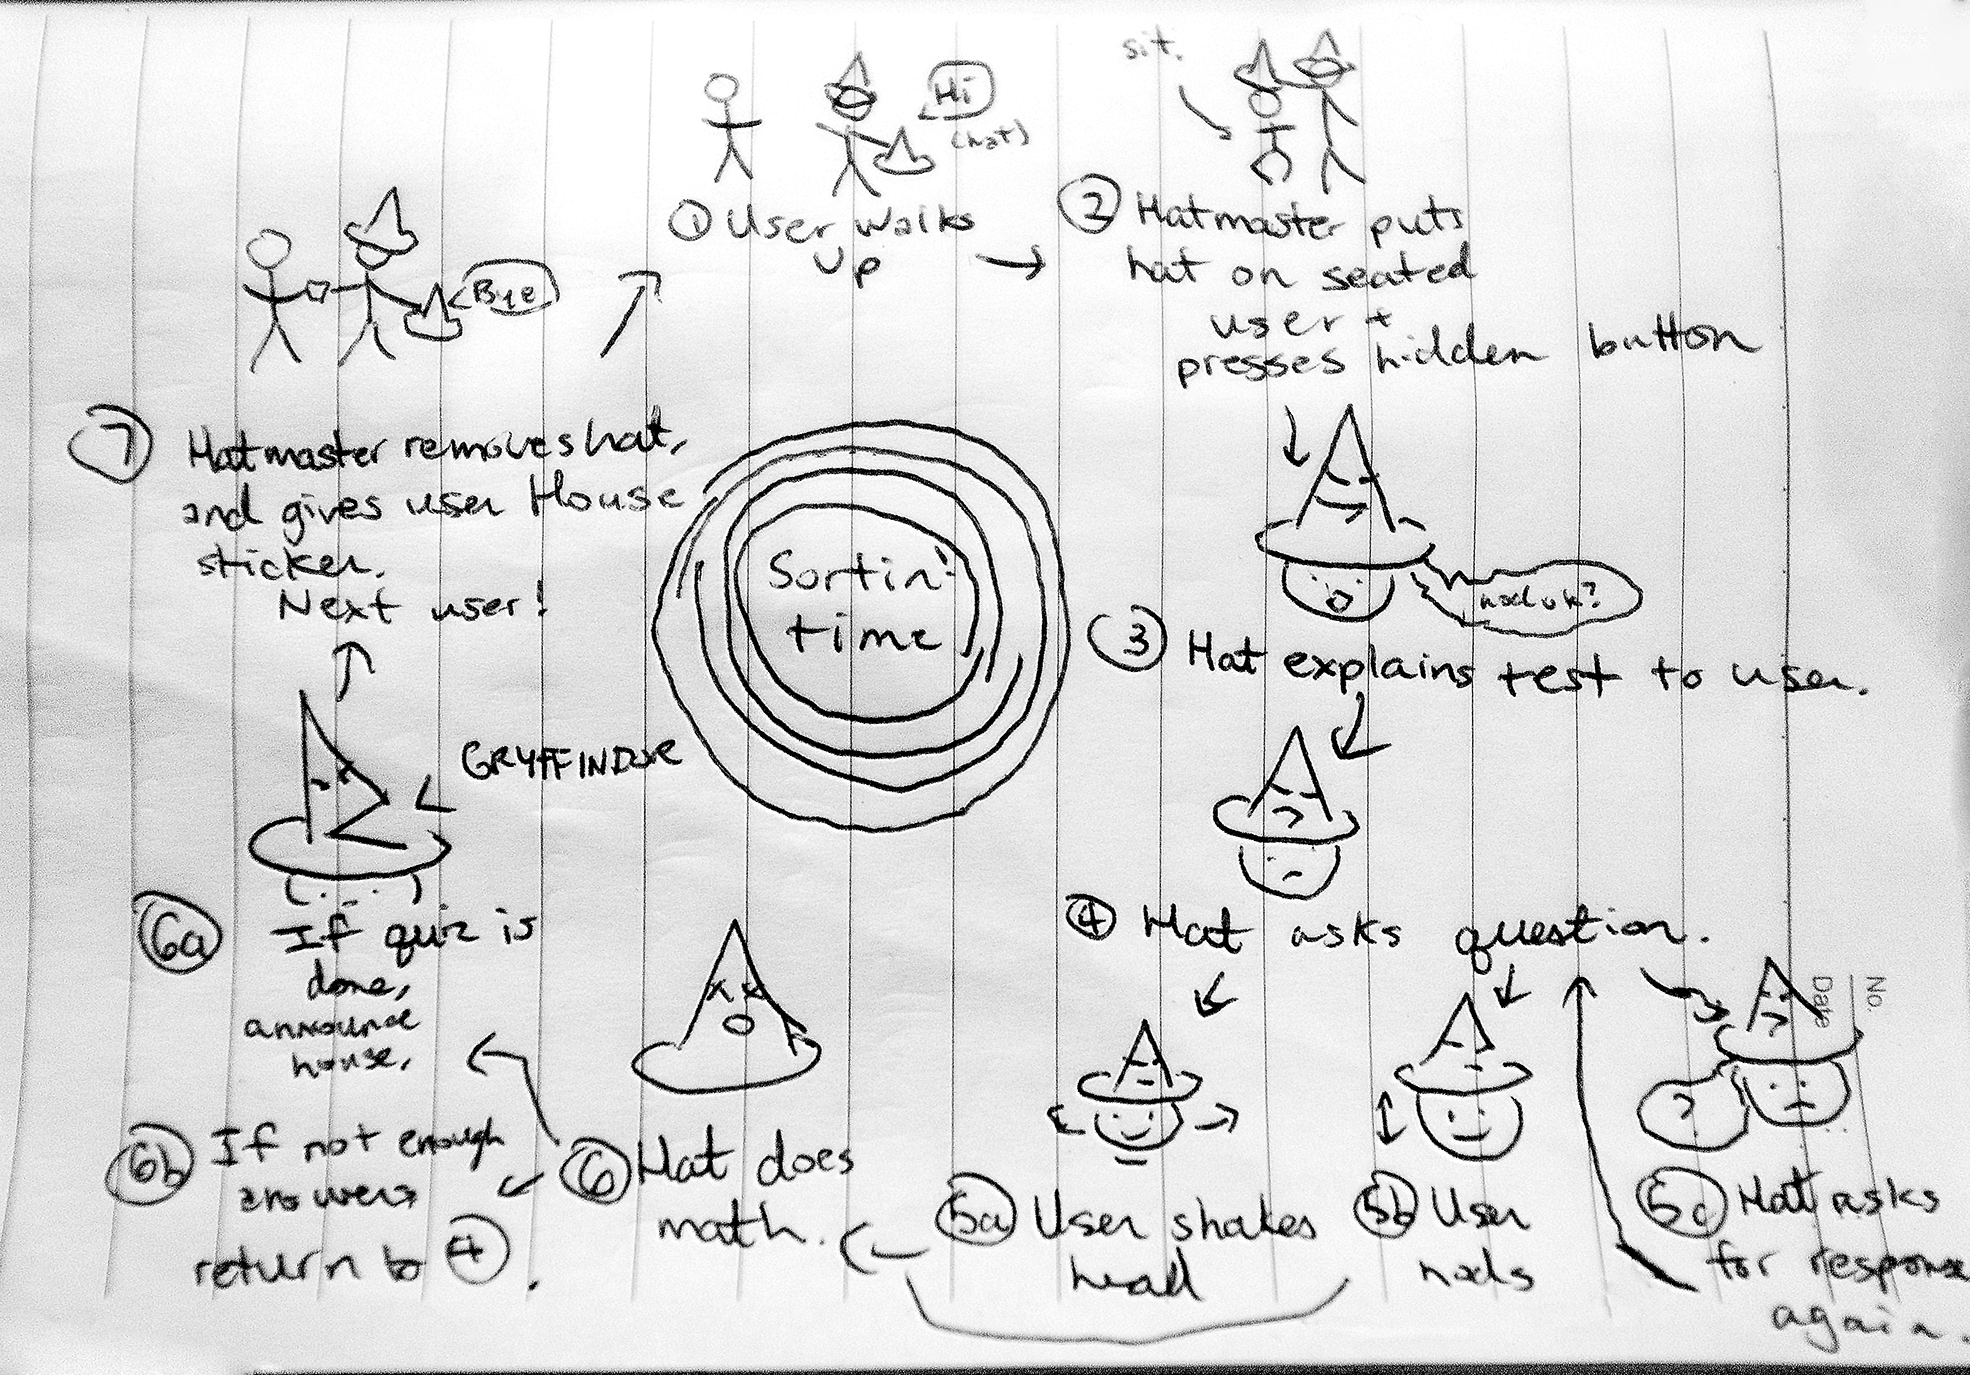 Hi
(hat)
① User walks
up
sit.
② Hatmaster puts
hat on seated
user +
presses hidden button
nod ok?
③ Hat explains test to user.
④ Hat asks question.
5a User shakes
head
5b User
nods
?
5c Hat asks
for response
again.
No.
Date
⑥ Hat does
math.
6a If quiz is
done,
announce
house.
6b If not enough
answers
return to ④.
GRYFFINDOR
⑦ Hatmaster removes hat,
and gives user House
sticker.
Next user!
Bye
Sortin'
time